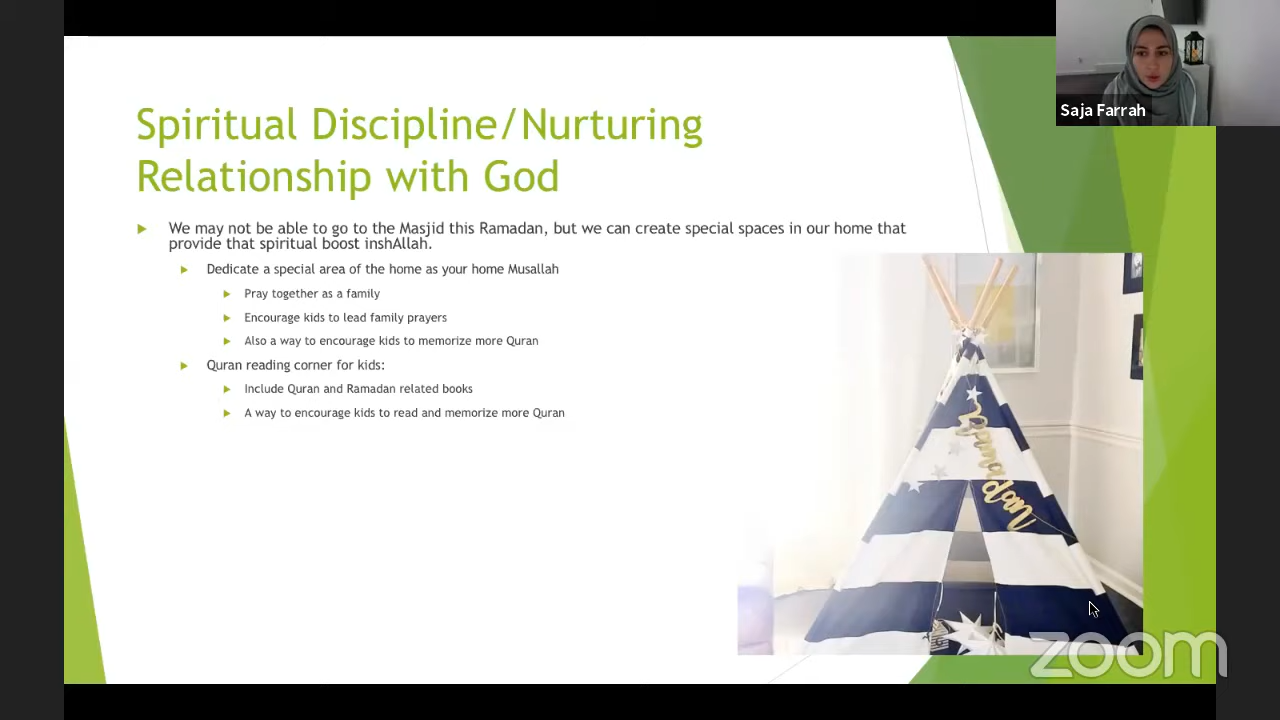 Saja Farrah
Spiritual Discipline/Nurturing
Relationship with God
We may not be able to go to the Masjid this Ramadan, but we can create special spaces in our home that
provide that spiritual boost inshAllah.
Dedicate a special area of the home as your home Musallah
Pray together as a family
Encourage kids to lead family prayers
Also a way to encourage kids to memorize more Quran
Quran reading corner for kids:
Include Quran and Ramadan related books
A way to encourage kids to read and memorize more Quran
Ramadan
zoom